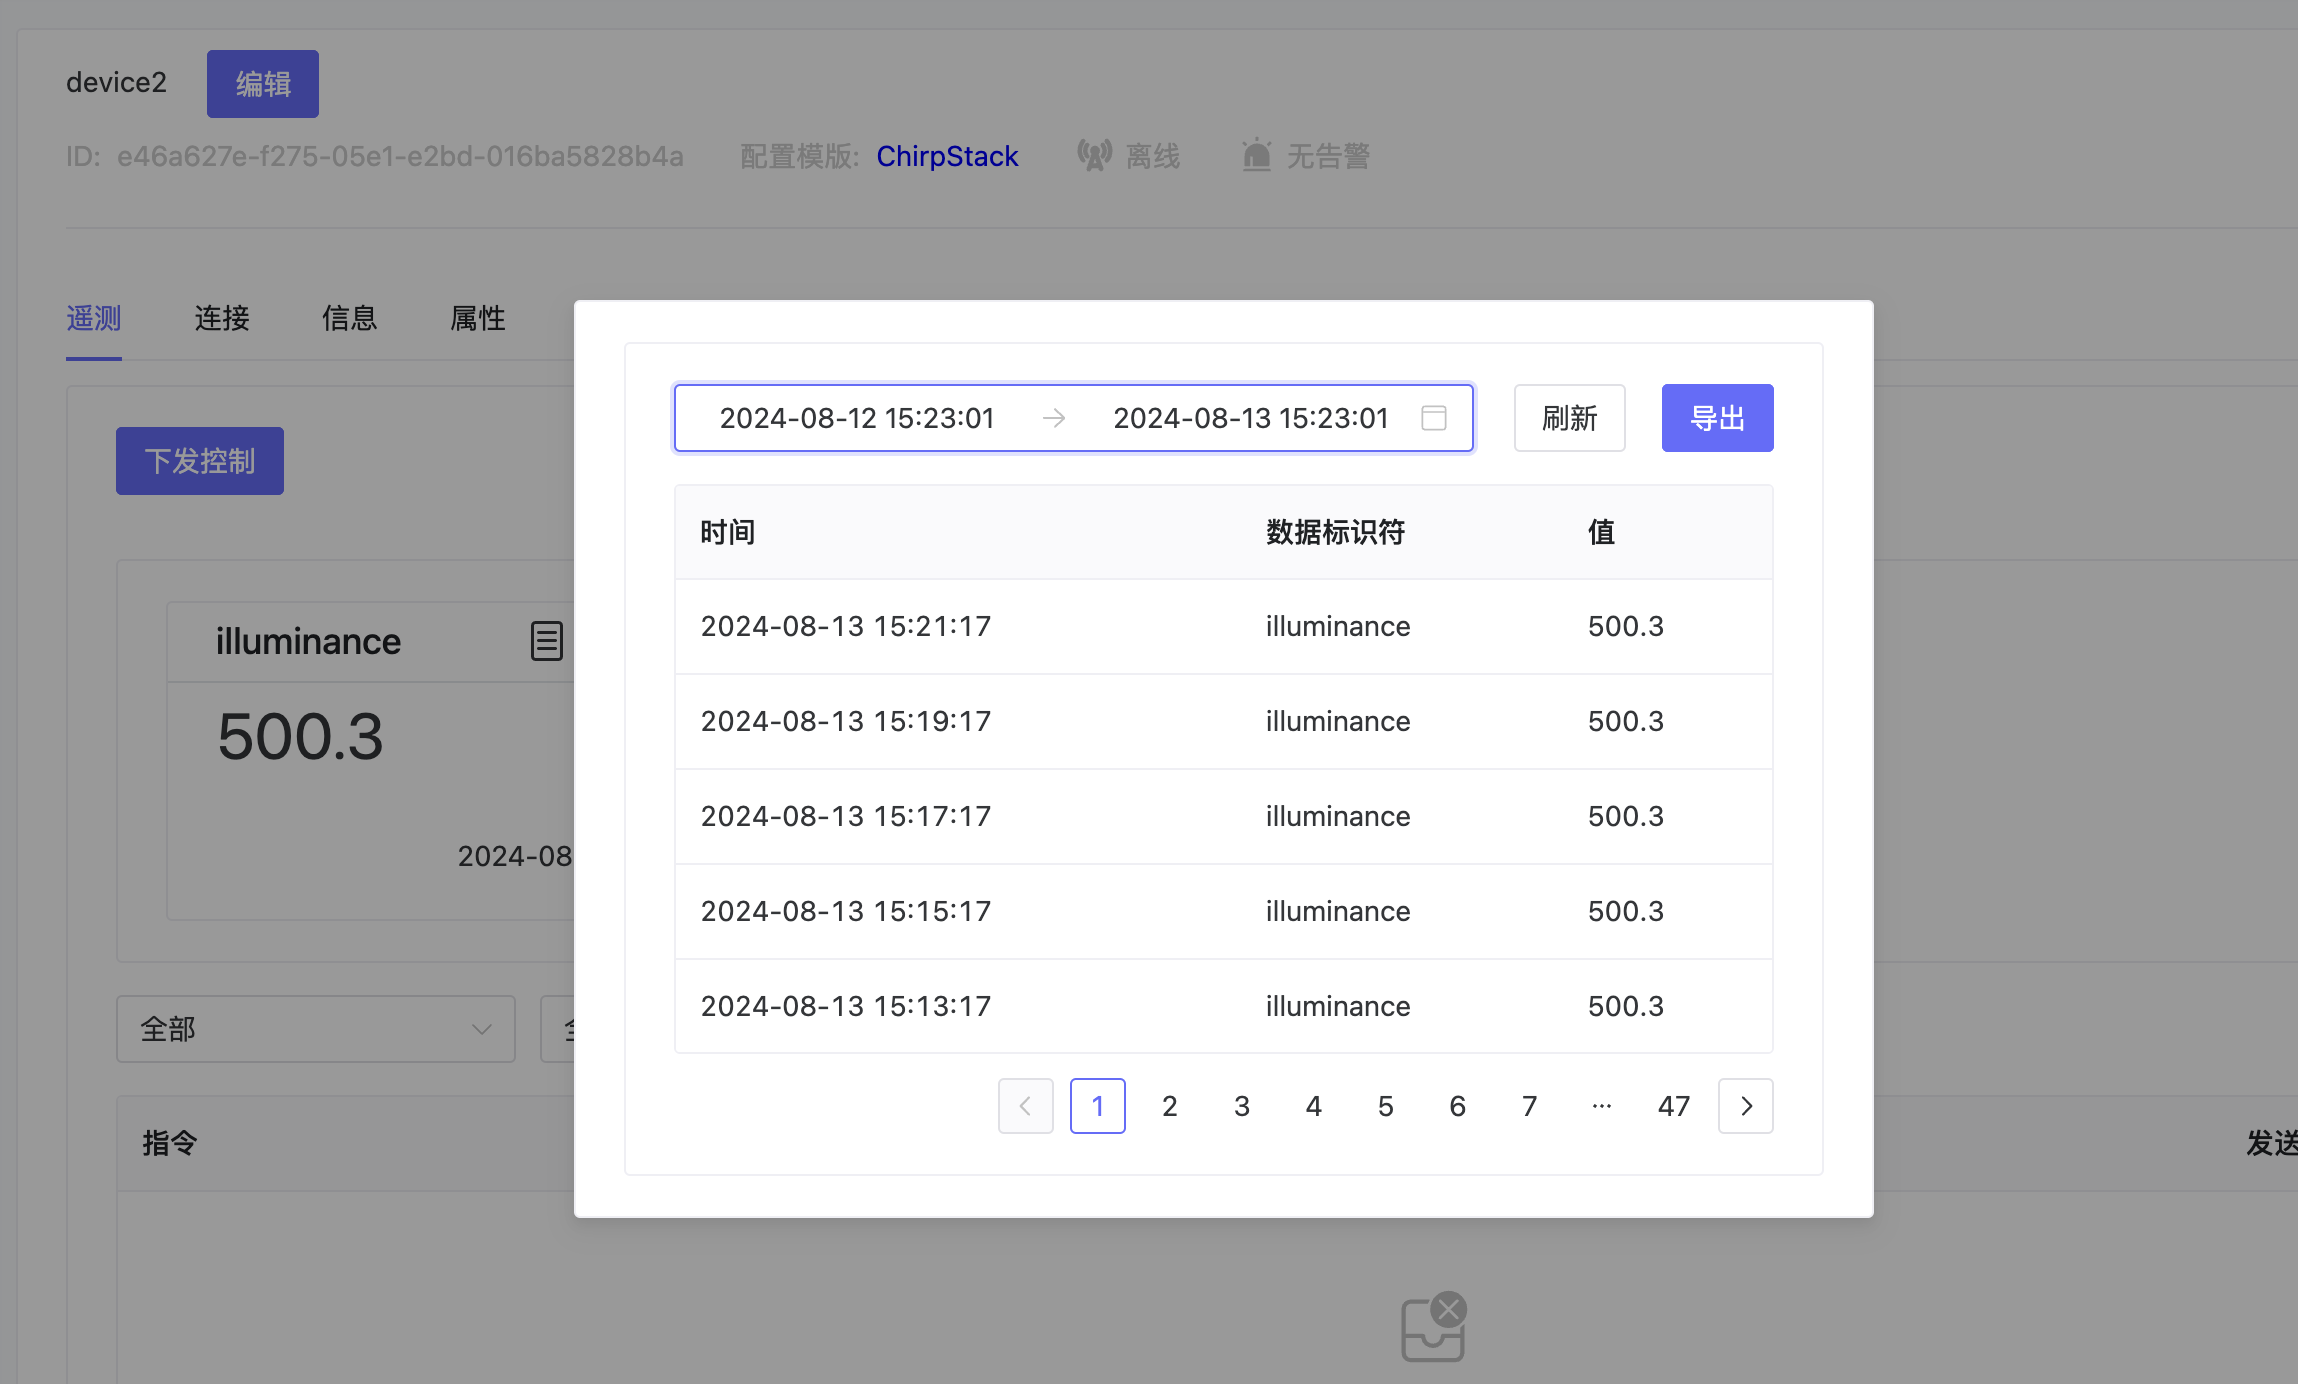 device2 编辑
ID: e46a627e-f275-05e1-e2bd-016ba5828b4a 配置模版: ChirpStack 离线 无告警
遥测 连接 信息 属性
下发控制
illuminance
500.3
2024-08
全部
指令
发送
2024-08-12 15:23:01 → 2024-08-13 15:23:01 刷新 导出
时间 数据标识符 值
2024-08-13 15:21:17 illuminance 500.3
2024-08-13 15:19:17 illuminance 500.3
2024-08-13 15:17:17 illuminance 500.3
2024-08-13 15:15:17 illuminance 500.3
2024-08-13 15:13:17 illuminance 500.3
1 2 3 4 5 6 7 ··· 47